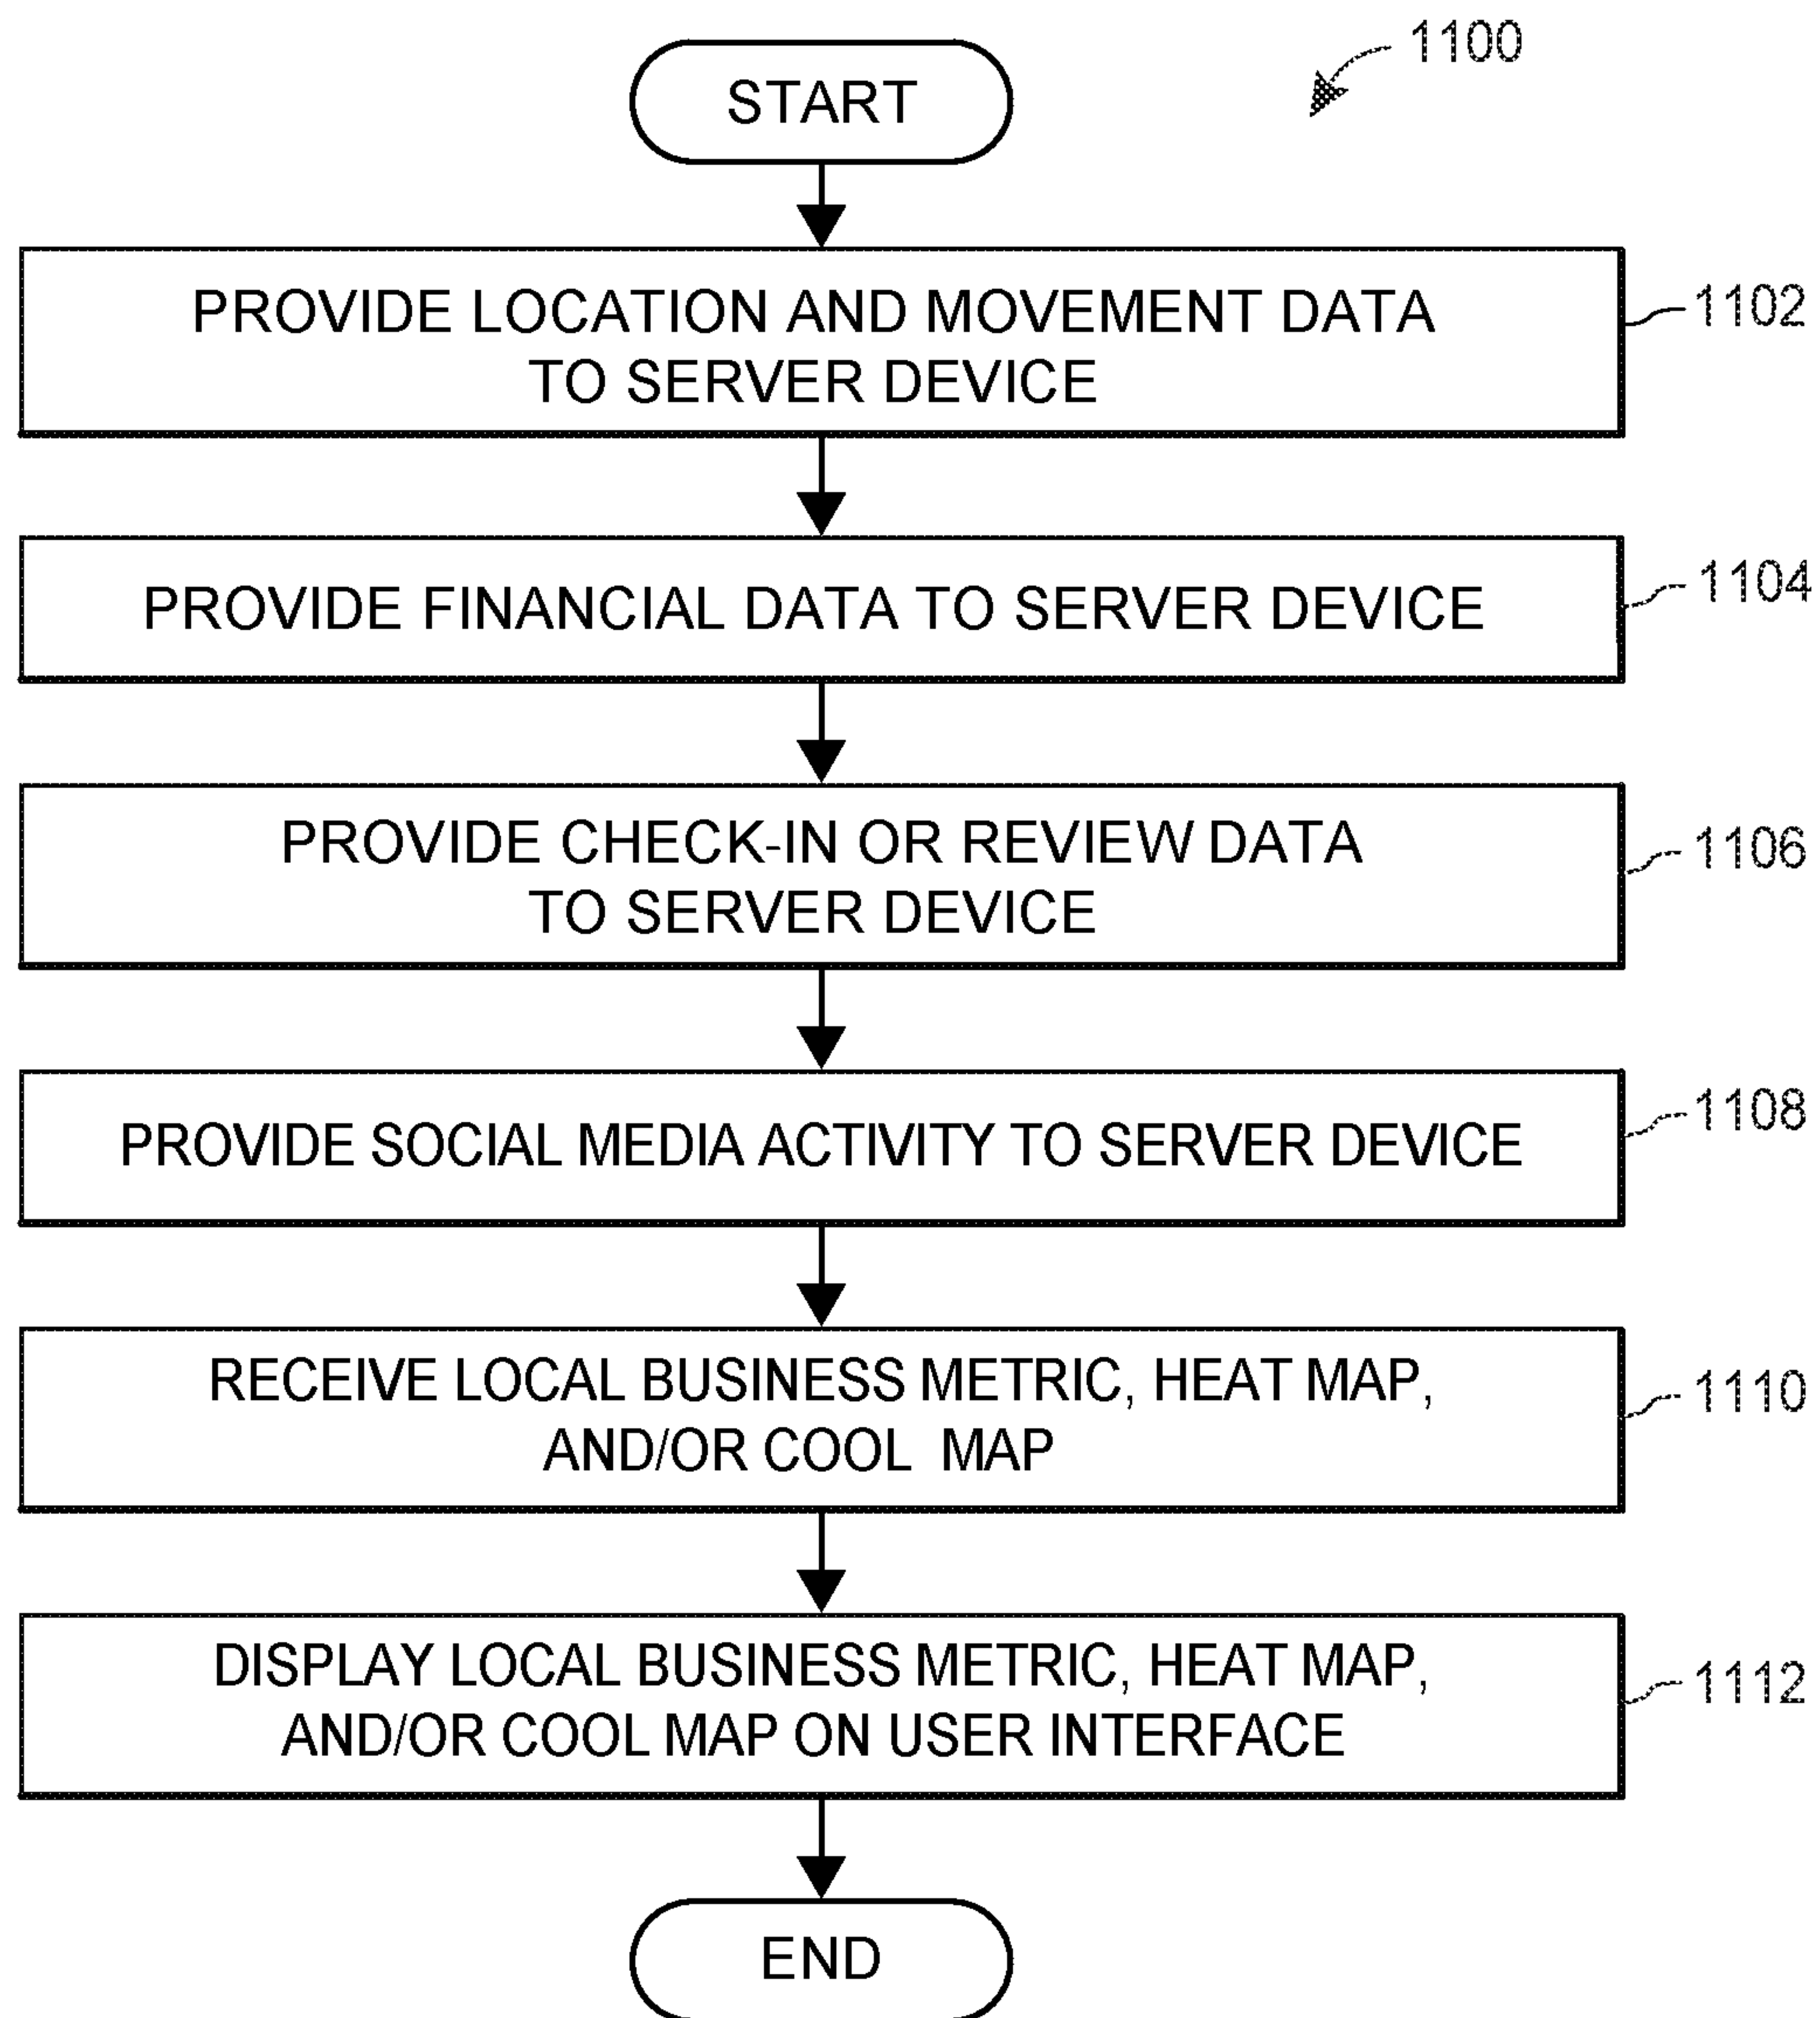 1100
START
PROVIDE LOCATION AND MOVEMENT DATA
TO SERVER DEVICE
1102
PROVIDE FINANCIAL DATA TO SERVER DEVICE
1104
PROVIDE CHECK-IN OR REVIEW DATA
TO SERVER DEVICE
1106
PROVIDE SOCIAL MEDIA ACTIVITY TO SERVER DEVICE
1108
RECEIVE LOCAL BUSINESS METRIC, HEAT MAP,
AND/OR COOL MAP
1110
DISPLAY LOCAL BUSINESS METRIC, HEAT MAP,
AND/OR COOL MAP ON USER INTERFACE
1112
END